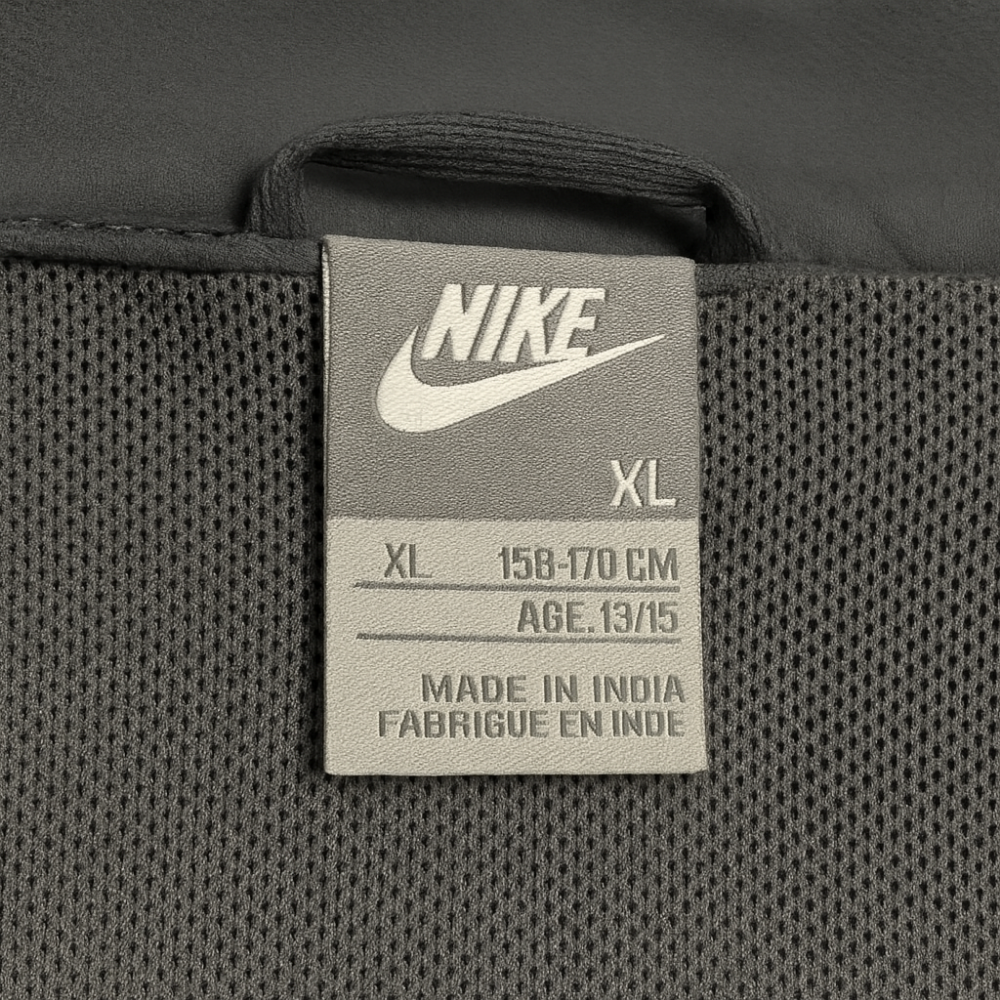 NIKE
XL
XL 158-170 CM
AGE. 13/15
MADE IN INDIA
FABRIGUE EN INDE